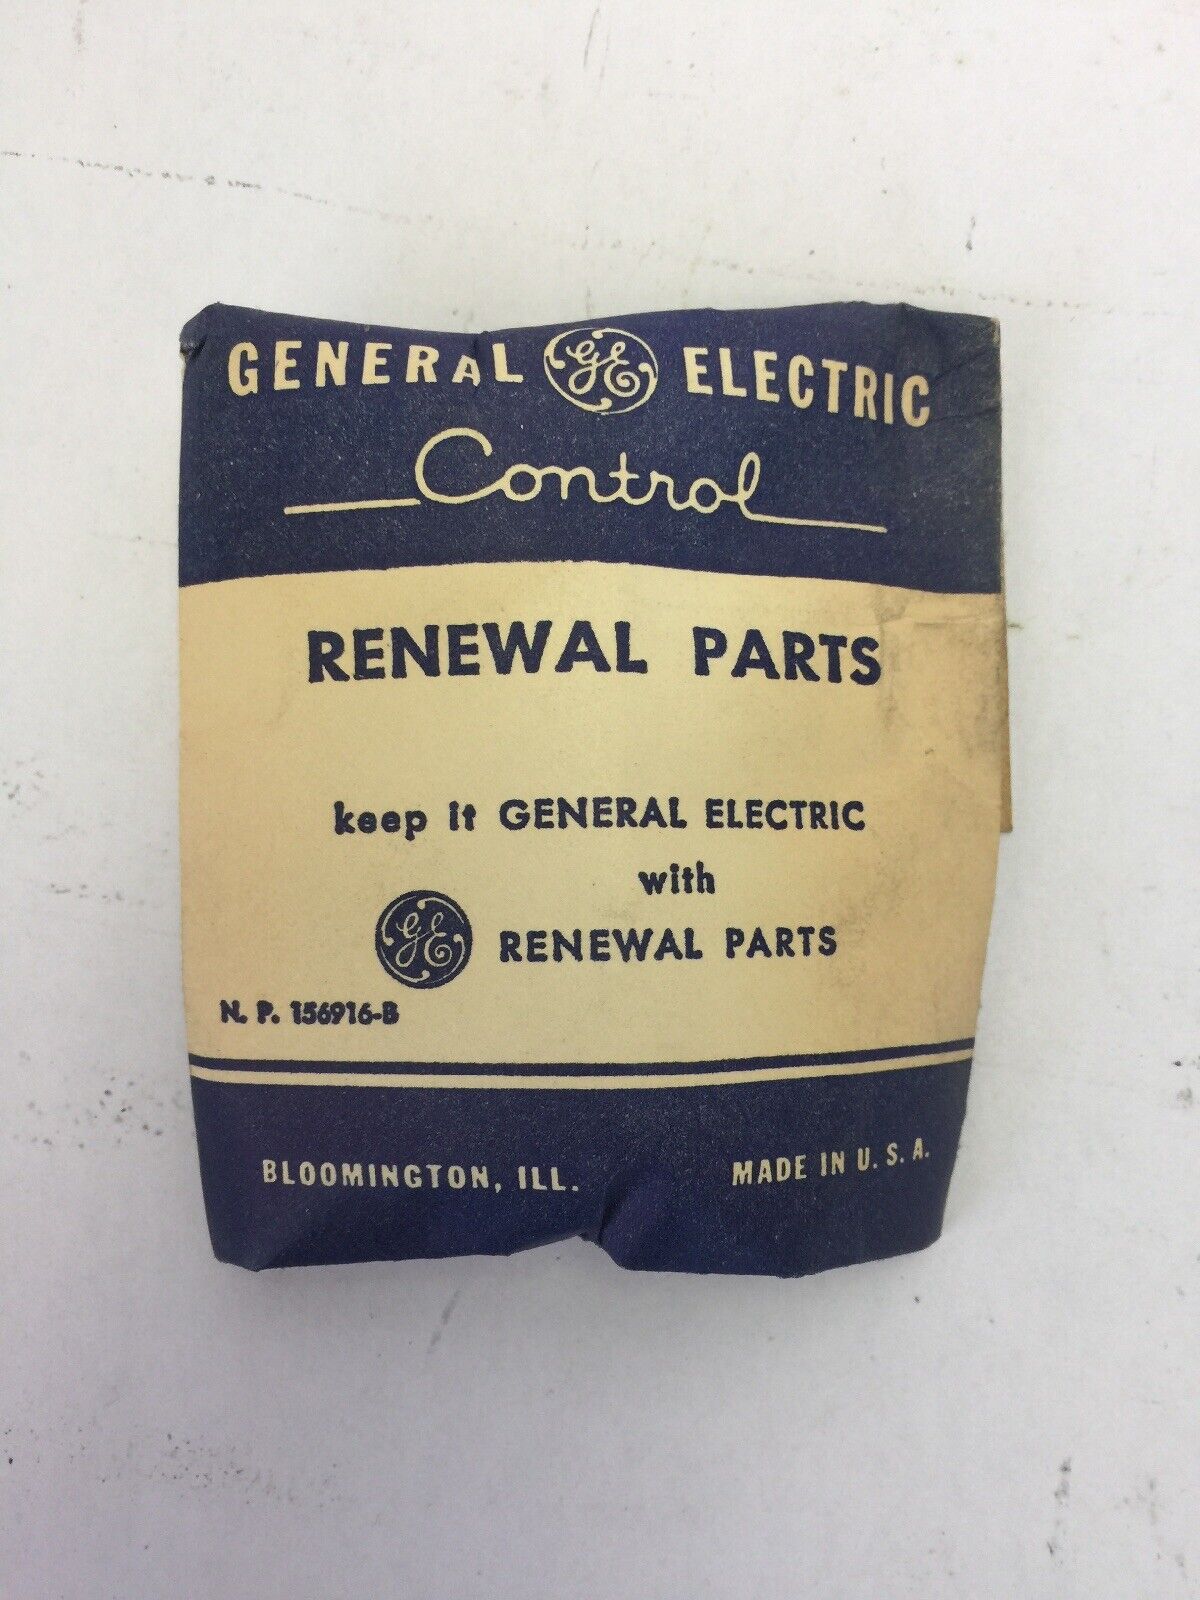 GENERAL GE ELECTRIC
Control
RENEWAL PARTS
keep it GENERAL ELECTRIC
with
GE RENEWAL PARTS
N. P. 156916-B
BLOOMINGTON, ILL. MADE IN U. S. A.